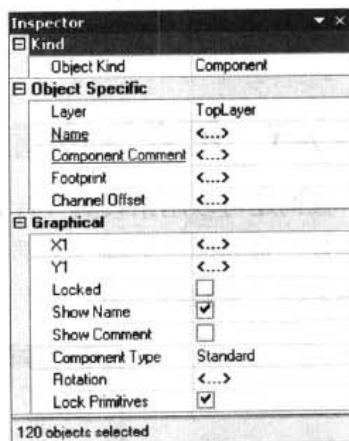 Inspector
Kind
Object Kind Component
Object Specific
Layer TopLayer
Name <...>
Component Comment <...>
Footprint <...>
Channel Offset <...>
Graphical
X1 <...>
Y1 <...>
Locked
Show Name
Show Comment
Component Type Standard
Rotation <...>
Lock Primitives
120 objects selected